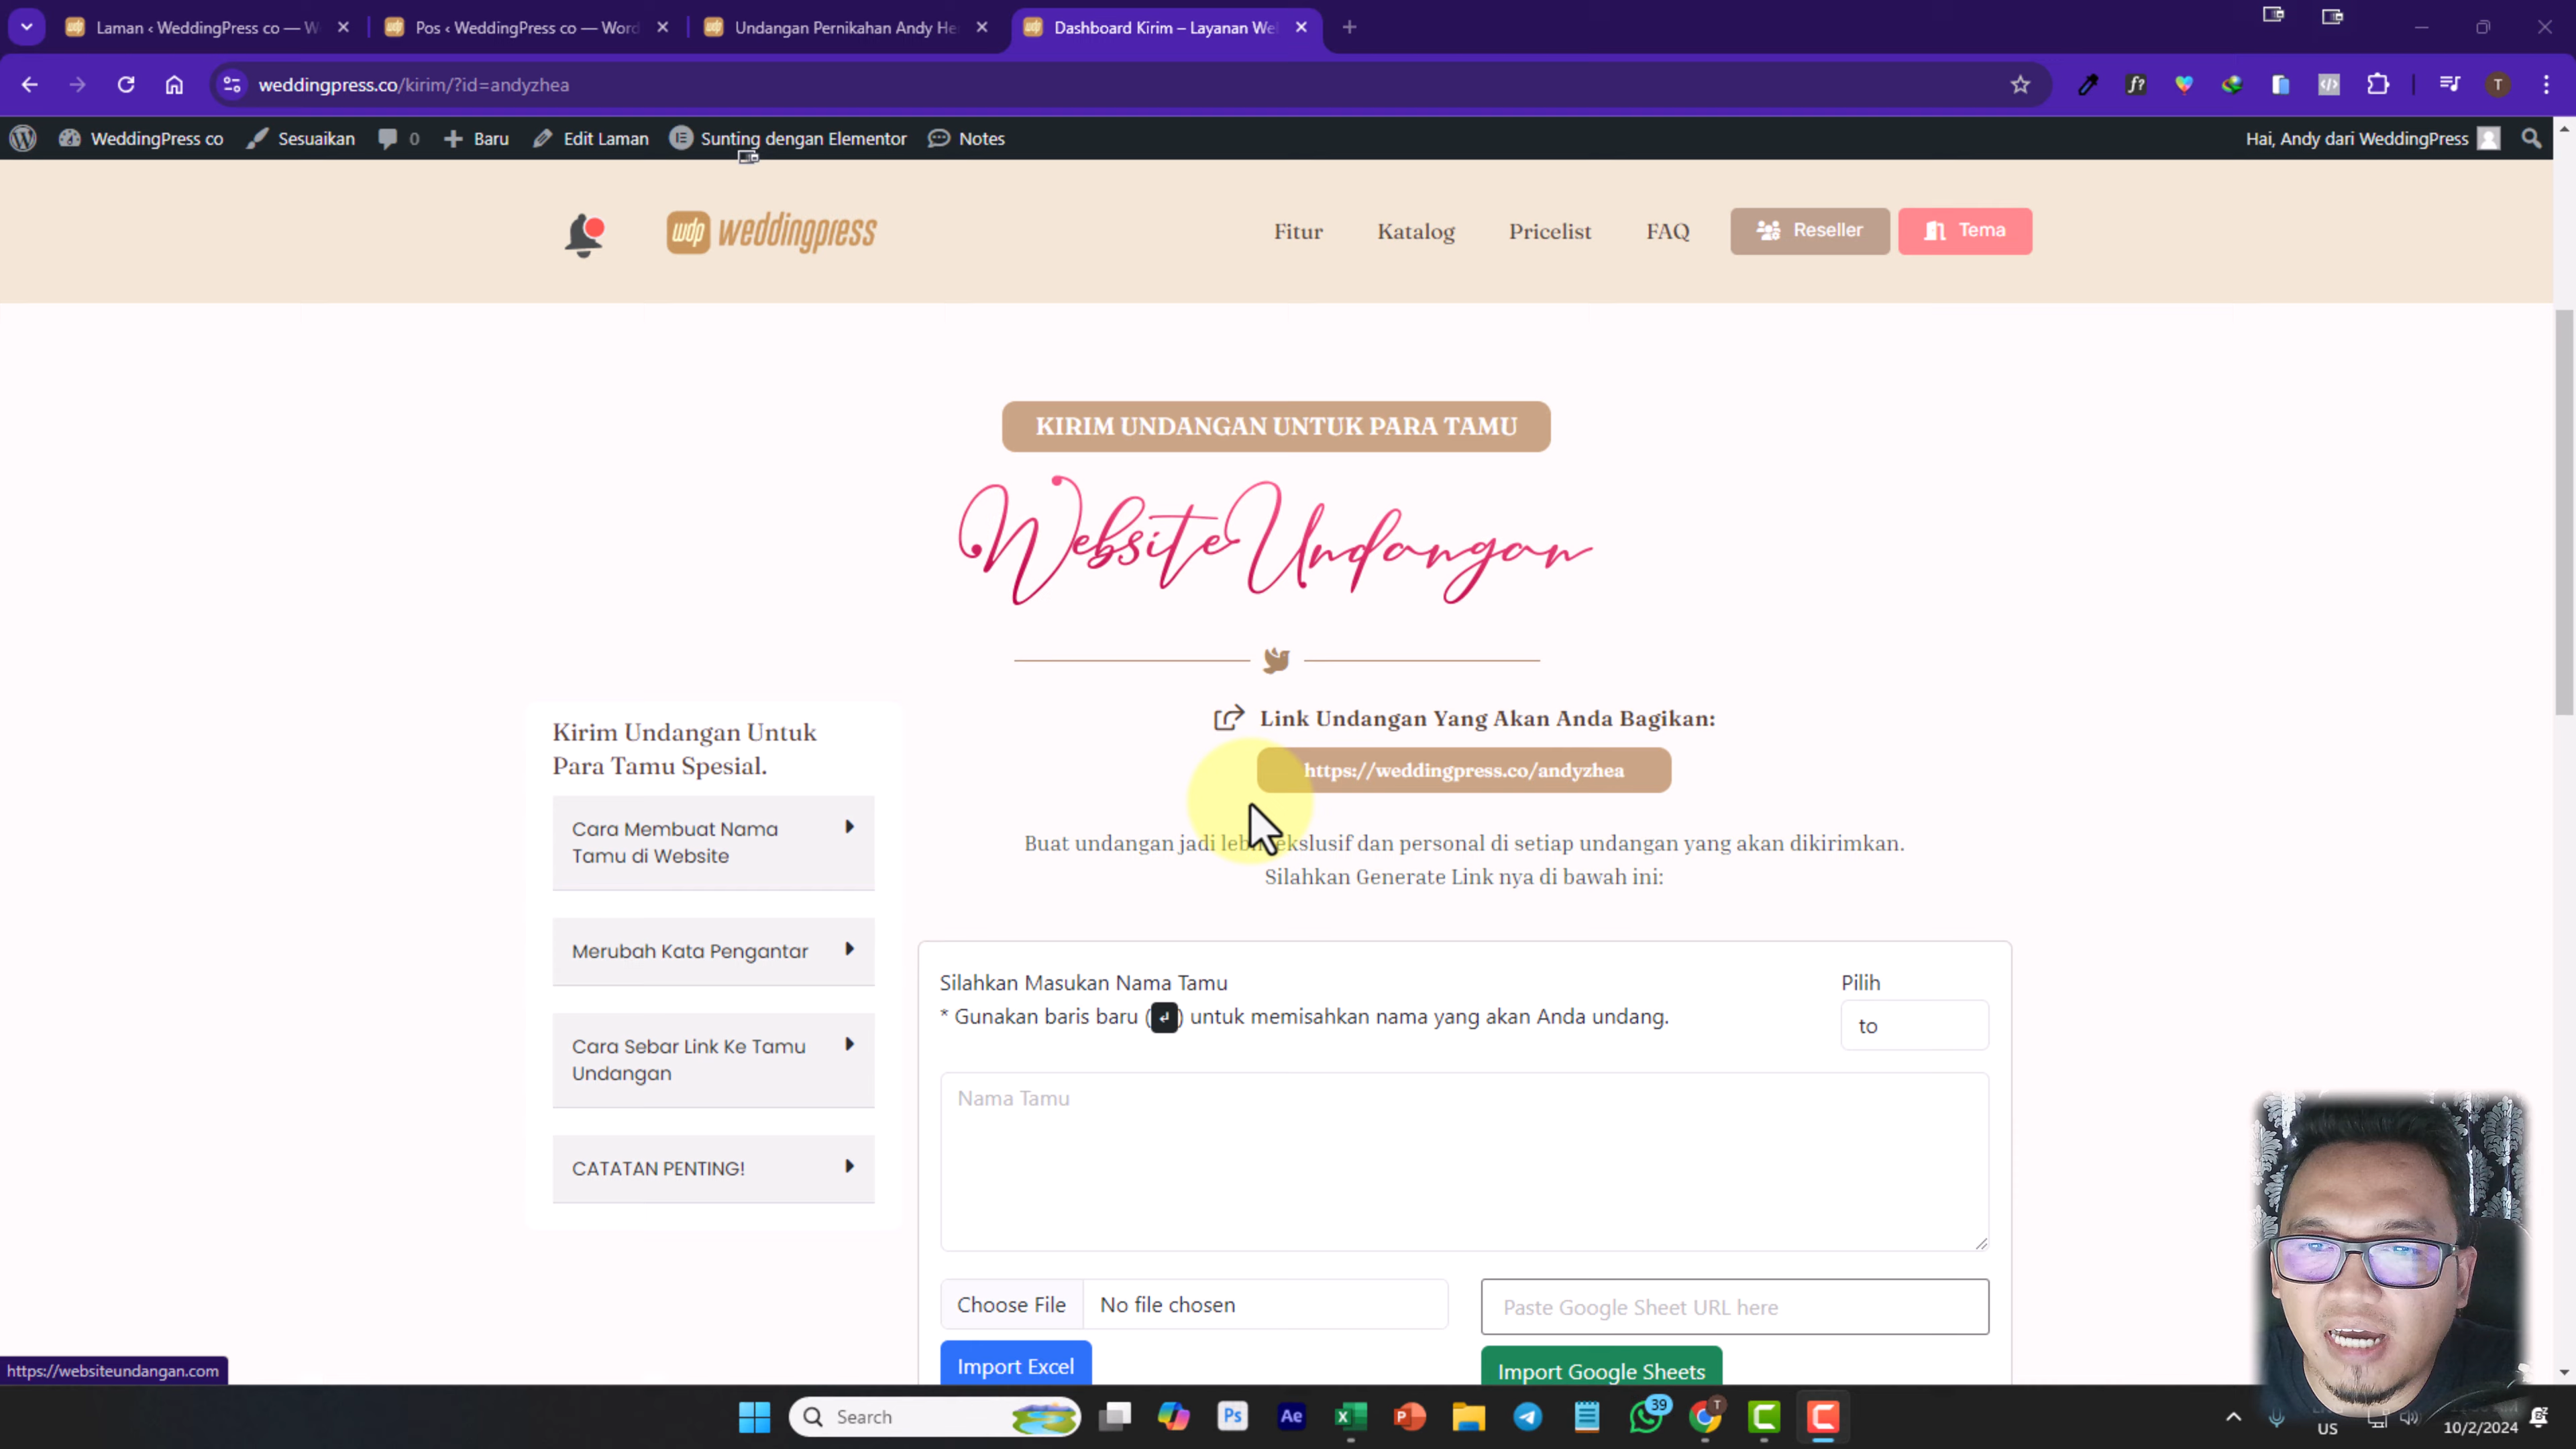 Laman ‹ WeddingPress co — W
Pos ‹ WeddingPress co — Word
Undangan Pernikahan Andy He
Dashboard Kirim – Layanan We
weddingpress.co/kirim/?id=andyzhea
T
WeddingPress co
Sesuaikan
0
Baru
Edit Laman
Sunting dengan Elementor
Notes
Hai, Andy dari WeddingPress
wdp weddingpress
Fitur
Katalog
Pricelist
FAQ
Reseller
Tema
KIRIM UNDANGAN UNTUK PARA TAMU
Website Undangan
Link Undangan Yang Akan Anda Bagikan:
https://weddingpress.co/andyzhea
Buat undangan jadi lebih ekslusif dan personal di setiap undangan yang akan dikirimkan.
Silahkan Generate Link nya di bawah ini:
Kirim Undangan Untuk
Para Tamu Spesial.
Cara Membuat Nama
Tamu di Website
Merubah Kata Pengantar
Cara Sebar Link Ke Tamu
Undangan
CATATAN PENTING!
Silahkan Masukan Nama Tamu
* Gunakan baris baru (↲) untuk memisahkan nama yang akan Anda undang.
Pilih
to
Nama Tamu
Choose File
No file chosen
Paste Google Sheet URL here
Import Excel
Import Google Sheets
https://websiteundangan.com
Search
Ps
Ae
39
T
US
10/2/2024